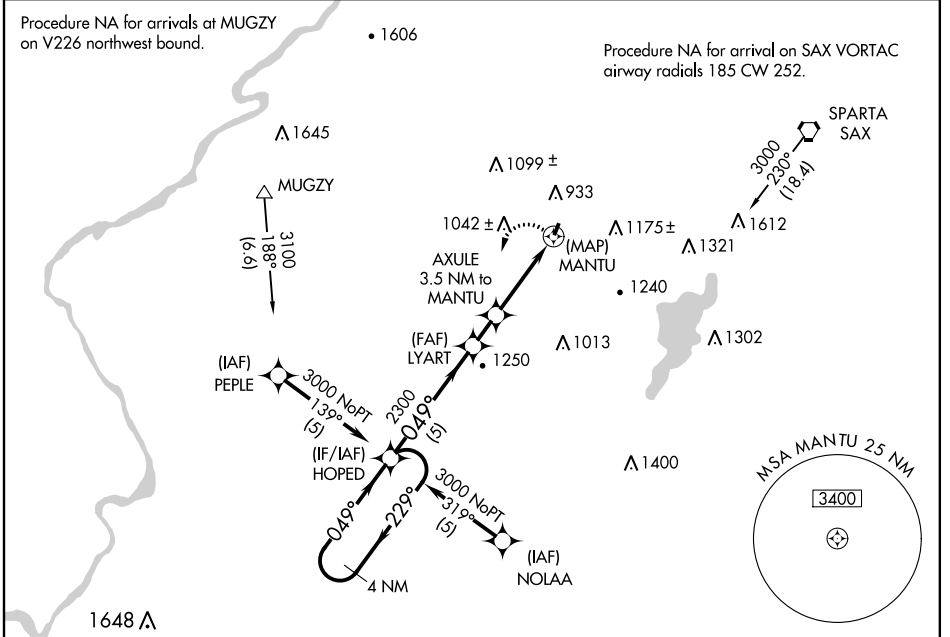 Procedure NA for arrivals at MUGZY
on V226 northwest bound.
1606
Procedure NA for arrival on SAX VORTAC
airway radials 185 CW 252.
SPARTA
SAX
1645
3000
230°
(18.4)
1099 ±
MUGZY
933
1612
3100
188°
(6.6)
1042 ±
1175 ±
(MAP)
MANTU
1321
AXULE
3.5 NM to
MANTU
1240
(FAF)
LYART
1013
1302
1250
(IAF)
PEPLE
3000 NoPT
139°
(5)
2300
049°
(5)
(IF/IAF)
HOPED
1400
MSA MANTU 25 NM
3400
3000 NoPT
319°
(5)
049°
229°
(IAF)
NOLAA
4 NM
1648